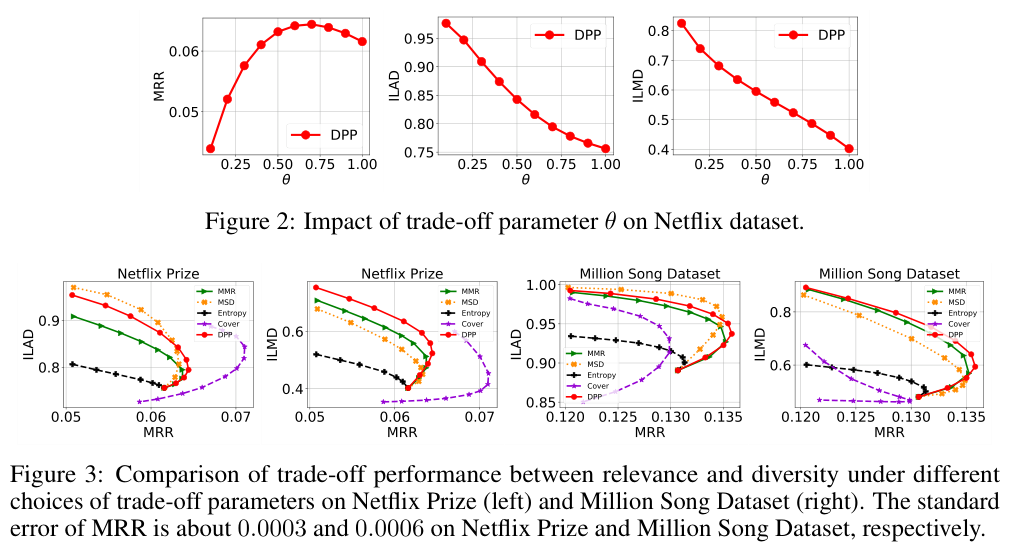 MRR
0.06
0.05
DPP
0.25 0.50 0.75 1.00
θ
ILAD
0.95
0.90
0.85
0.80
0.75
DPP
0.25 0.50 0.75 1.00
θ
ILMD
0.8
0.7
0.6
0.5
0.4
DPP
0.25 0.50 0.75 1.00
θ
Figure 2: Impact of trade-off parameter θ on Netflix dataset.
Netflix Prize
ILAD
0.9
0.8
MMR
MSD
Entropy
Cover
DPP
0.05 0.06 0.07
MRR
Netflix Prize
ILMD
0.6
0.4
MMR
MSD
Entropy
Cover
DPP
0.05 0.06 0.07
MRR
Million Song Dataset
ILAD
1.00
0.95
0.90
0.85
MMR
MSD
Entropy
Cover
DPP
0.120 0.125 0.130 0.135
MRR
Million Song Dataset
ILMD
0.8
0.6
MMR
MSD
Entropy
Cover
DPP
0.120 0.125 0.130 0.135
MRR
Figure 3: Comparison of trade-off performance between relevance and diversity under different
choices of trade-off parameters on Netflix Prize (left) and Million Song Dataset (right). The standard
error of MRR is about 0.0003 and 0.0006 on Netflix Prize and Million Song Dataset, respectively.